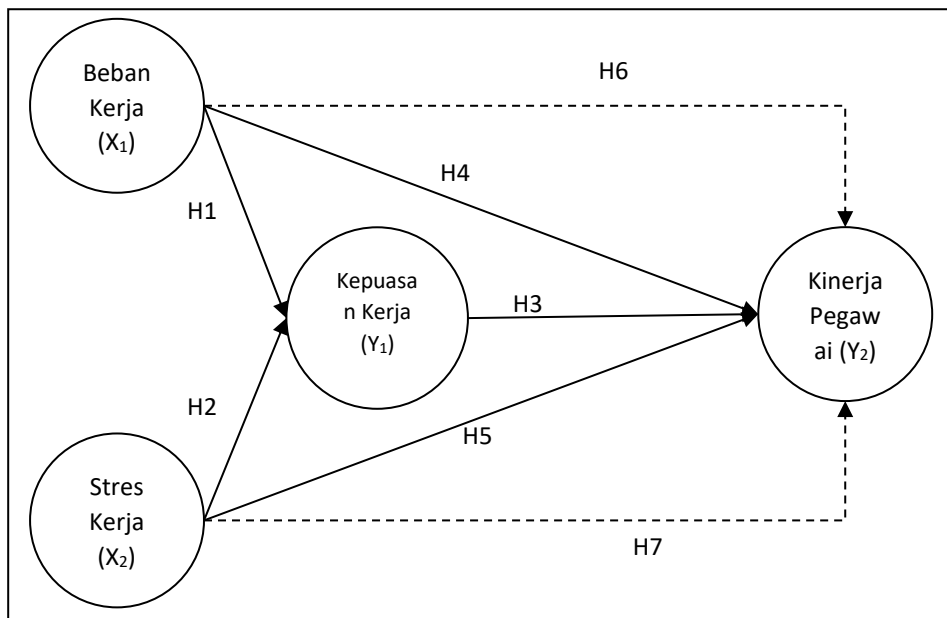 Beban
Kerja
(X₁)
H6
H4
H1
Kepuasa
n Kerja
(Y₁)
H3
Kinerja
Pegaw
ai (Y₂)
H2
H5
Stres
Kerja
(X₂)
H7